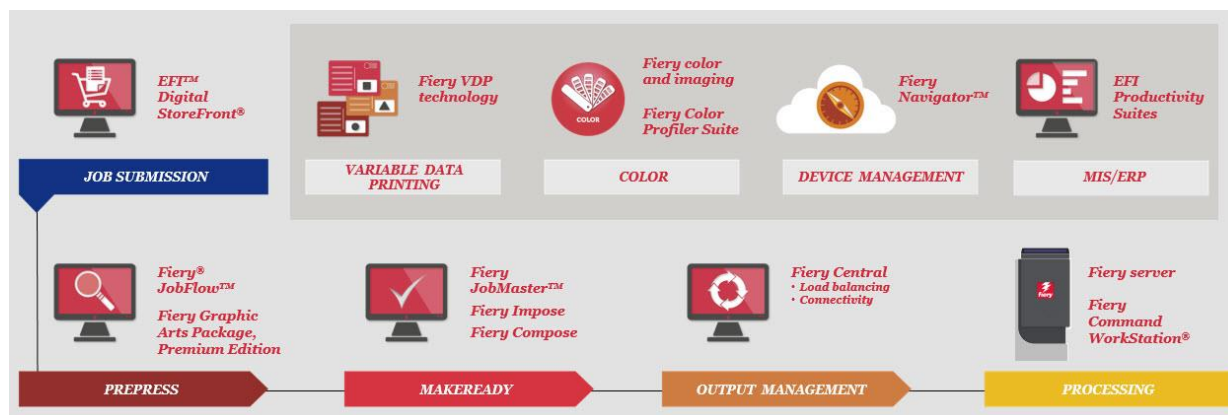 EFI™
Digital
StoreFront®
JOB SUBMISSION
Fiery VDP
technology
VARIABLE DATA
PRINTING
COLOR
Fiery color
and imaging
Fiery Color
Profiler Suite
COLOR
Fiery
Navigator™
DEVICE MANAGEMENT
EFI
Productivity
Suites
MIS/ERP
Fiery®
JobFlow™
Fiery Graphic
Arts Package,
Premium Edition
PREPRESS
Fiery
JobMaster™
Fiery Impose
Fiery Compose
MAKEREADY
Fiery Central
· Load balancing
· Connectivity
OUTPUT MANAGEMENT
fiery
Fiery server
Fiery
Command
WorkStation®
PROCESSING